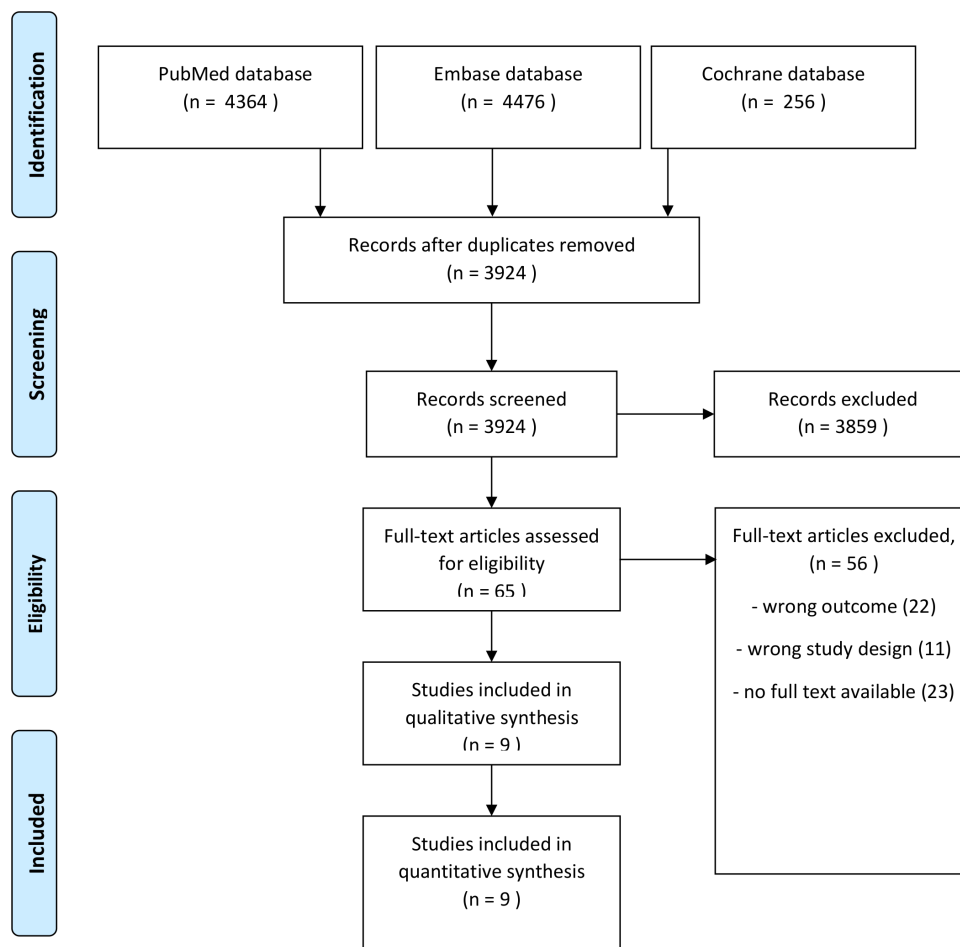 Identification
PubMed database
(n =  4364 )
Embase database
(n =  4476 )
Cochrane database
(n =  256 )
Records after duplicates removed
(n = 3924 )
Screening
Records screened
(n = 3924 )
Records excluded
(n = 3859 )
Eligibility
Full-text articles assessed
for eligibility
(n = 65 )
Full-text articles excluded,
(n = 56 )
- wrong outcome (22)
- wrong study design (11)
- no full text available (23)
Studies included in
qualitative synthesis
(n = 9 )
Included
Studies included in
quantitative synthesis
(n = 9 )